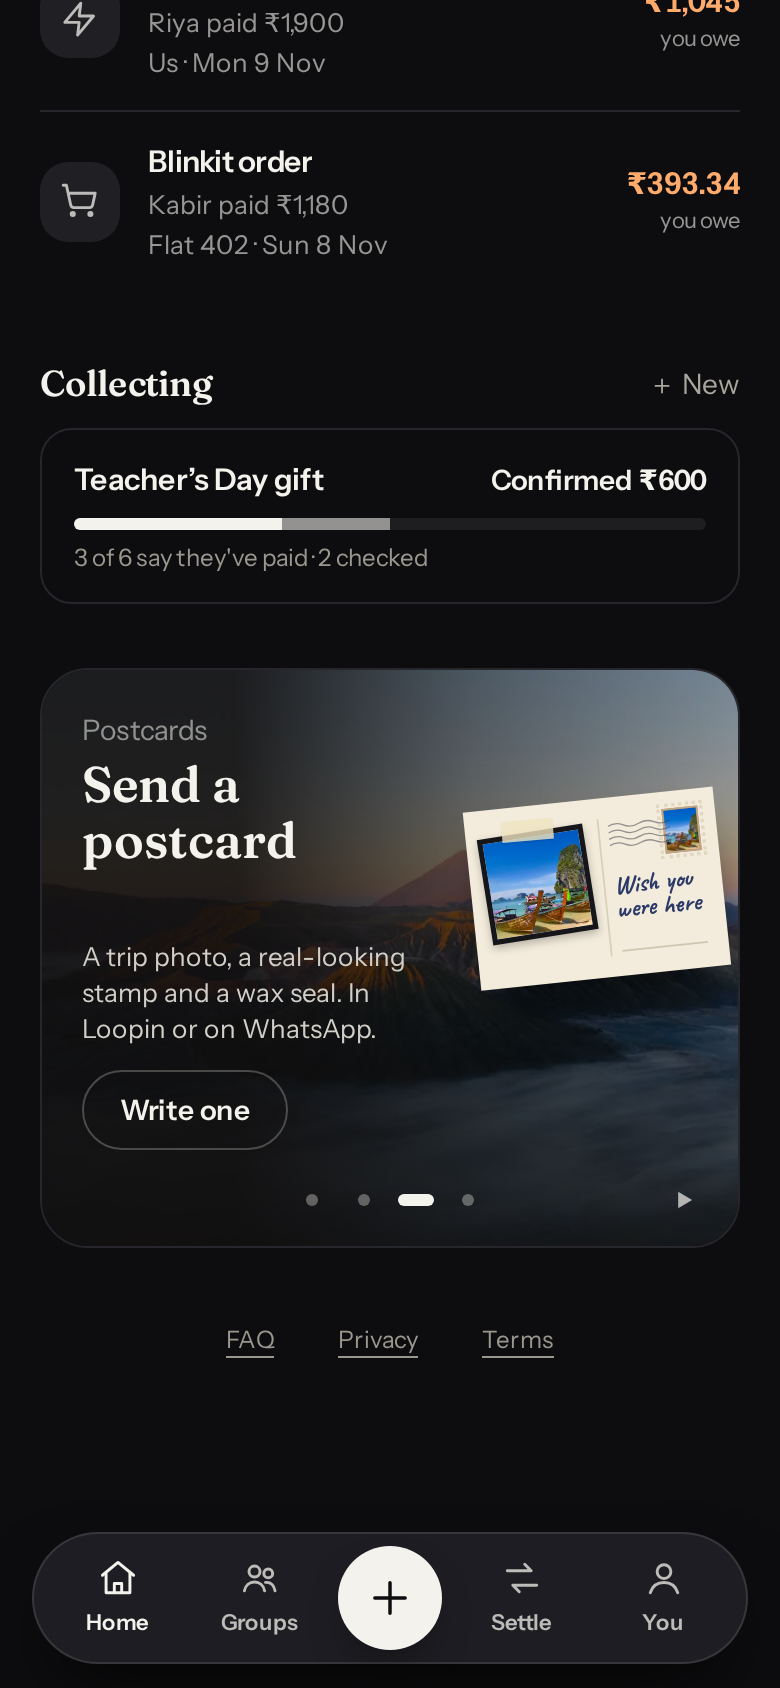 ₹1,045
Riya paid ₹1,900
you owe
Us · Mon 9 Nov
Blinkit order
₹393.34
Kabir paid ₹1,180
you owe
Flat 402 · Sun 8 Nov
Collecting
+ New
Teacher’s Day gift
Confirmed ₹600
3 of 6 say they've paid · 2 checked
Postcards
Send a
postcard
Wish you
were here
A trip photo, a real-looking
stamp and a wax seal. In
Loopin or on WhatsApp.
Write one
FAQ
Privacy
Terms
Home
Groups
Settle
You